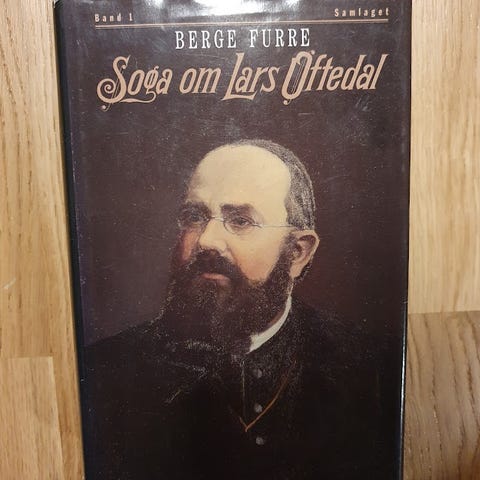 Band 1 Samlaget
BERGE FURRE
Soga om Lars Oftedal